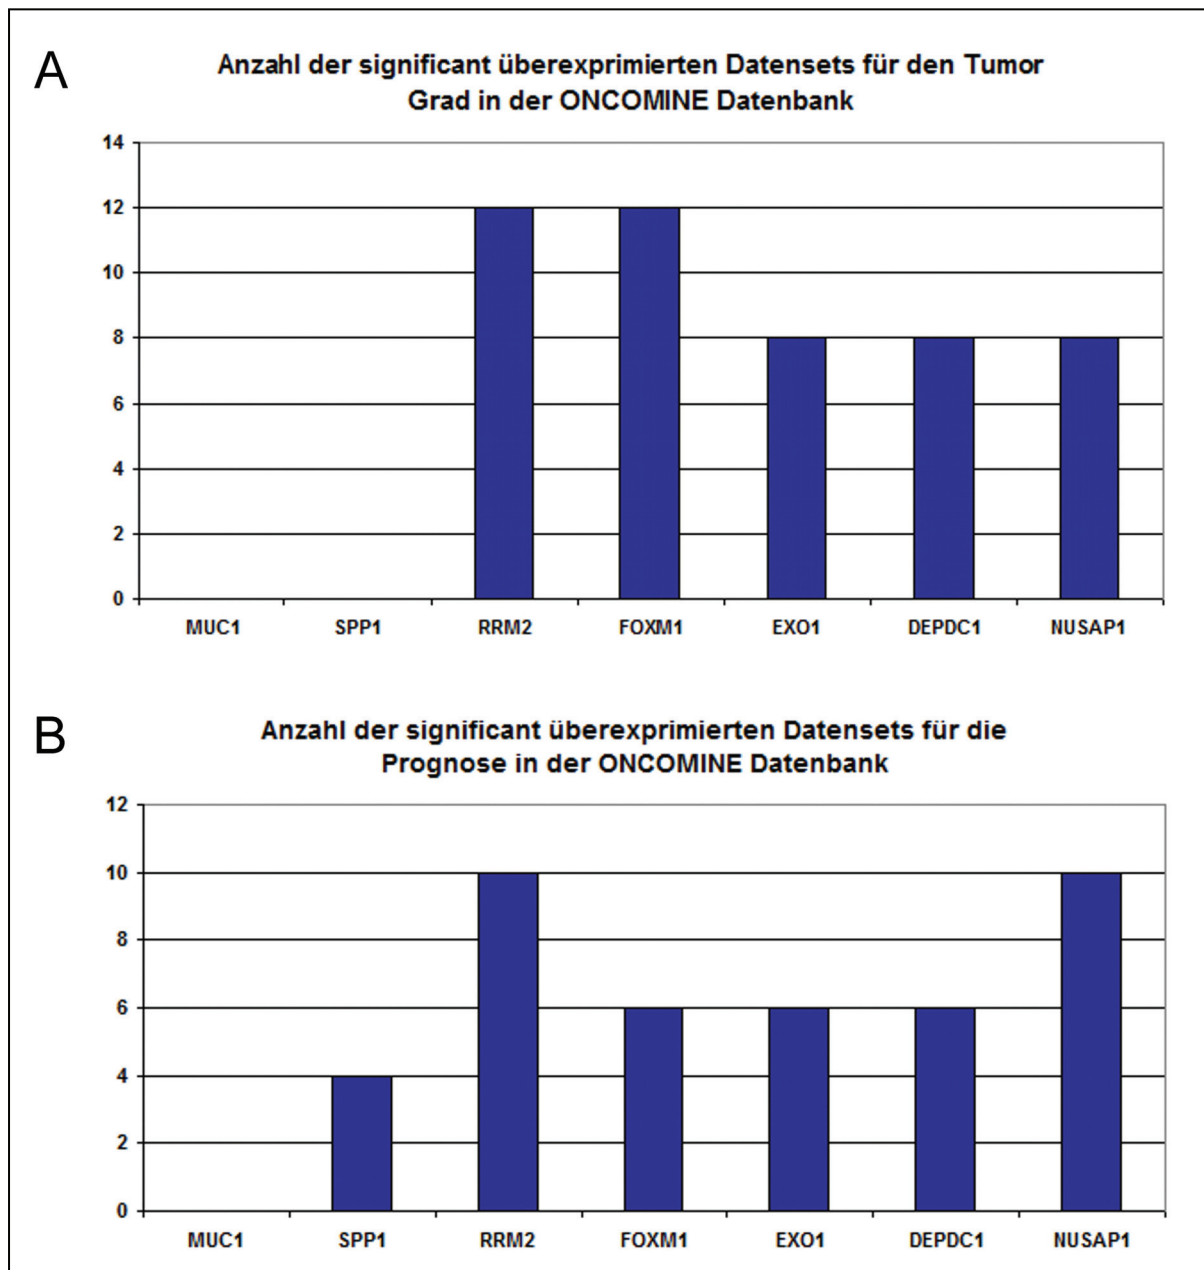 A
Anzahl der significant überexprimierten Datensets für den Tumor
Grad in der ONCOMINE Datenbank
14
12
10
8
6
4
2
0
MUC1 SPP1 RRM2 FOXM1 EXO1 DEPDC1 NUSAP1
B
Anzahl der significant überexprimierten Datensets für die
Prognose in der ONCOMINE Datenbank
12
10
8
6
4
2
0
MUC1 SPP1 RRM2 FOXM1 EXO1 DEPDC1 NUSAP1